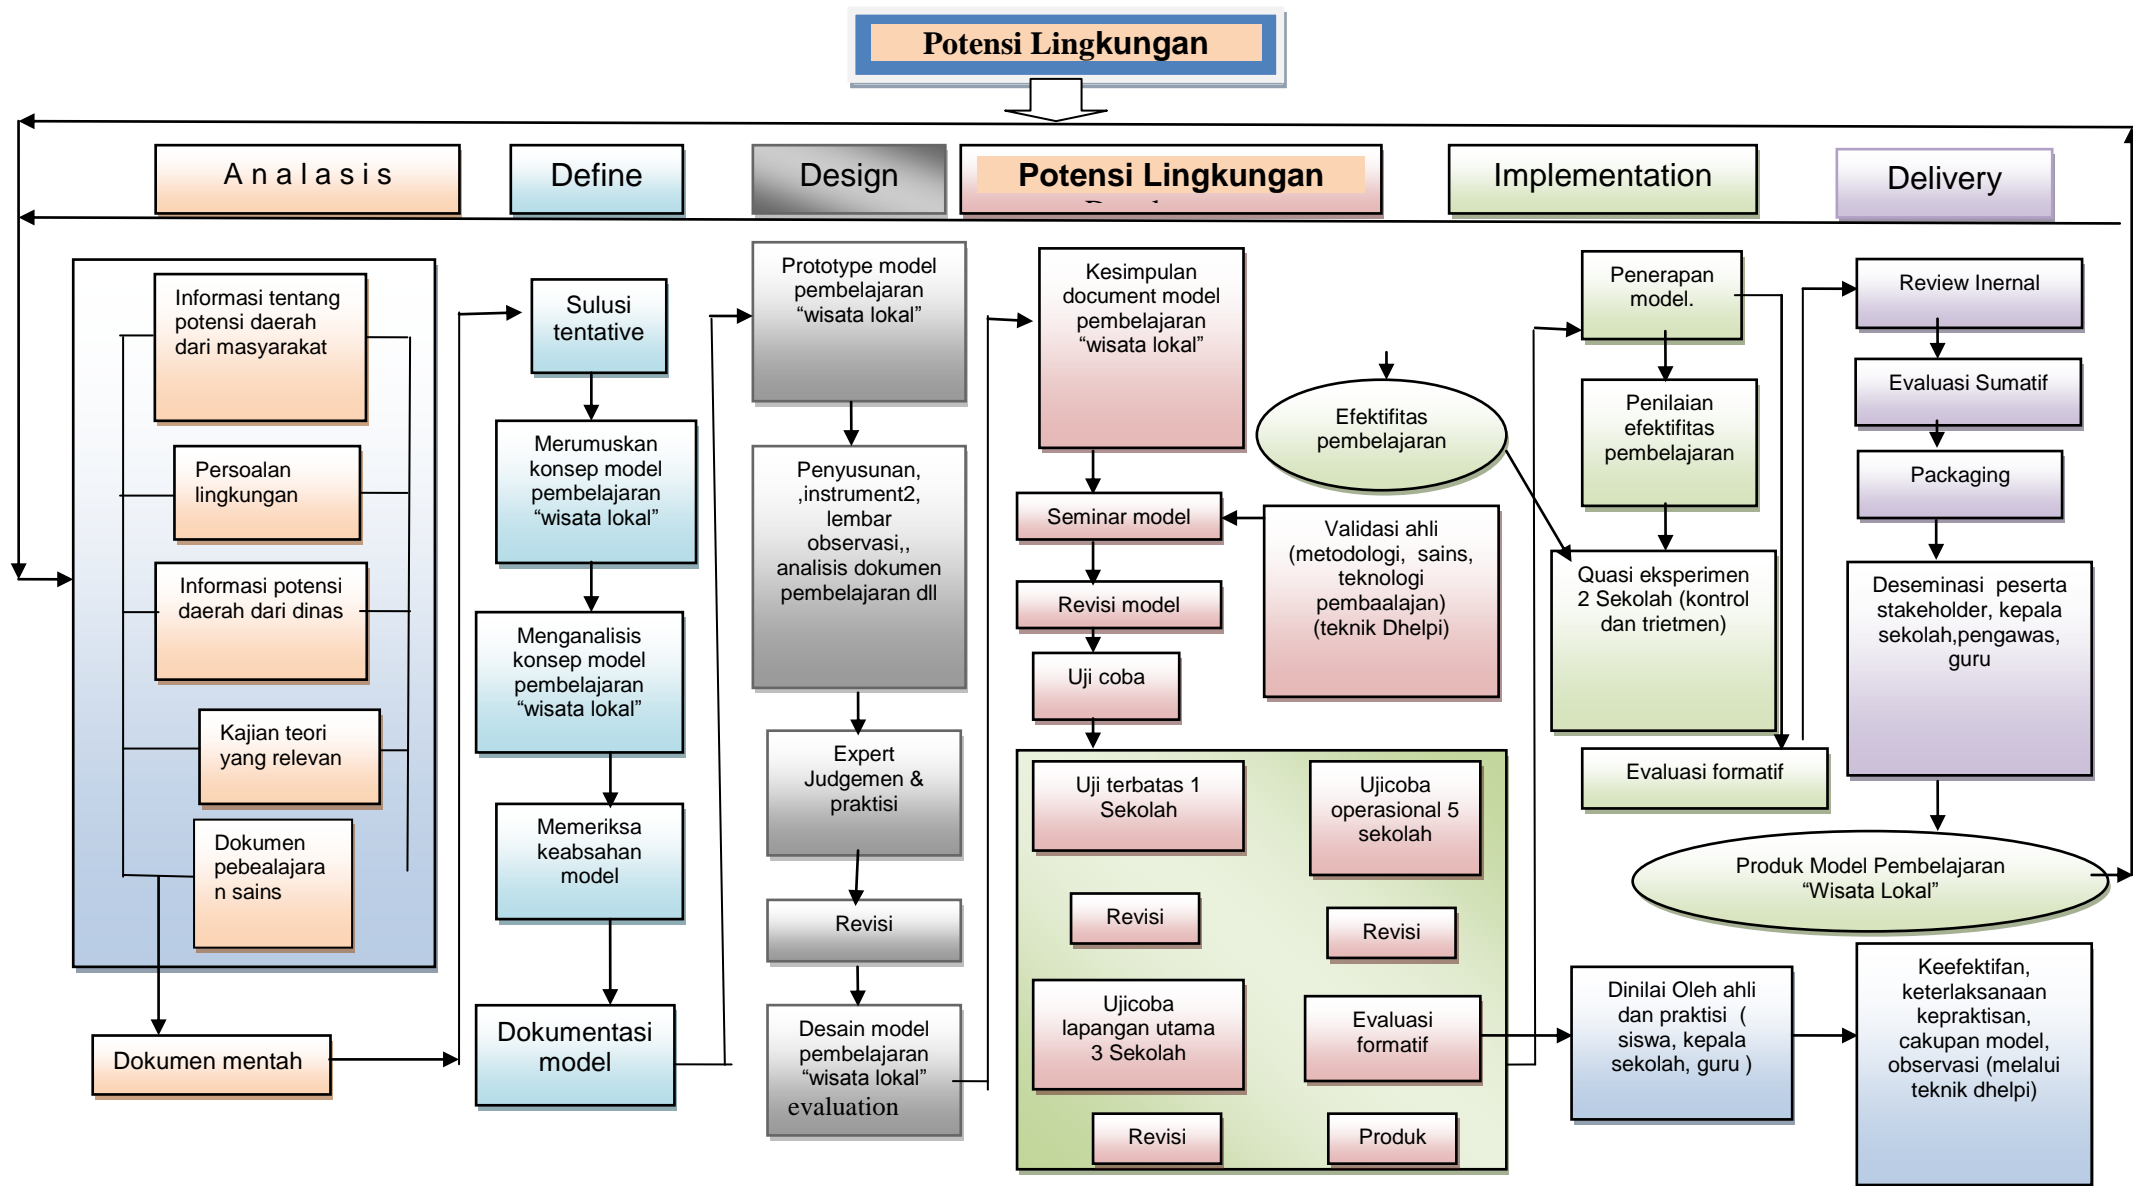 Potensi Lingkungan
Analasis
Define
Design
Potensi Lingkungan
Implementation
Delivery
Informasi tentang
potensi daerah
dari masyarakat
Persoalan
lingkungan
Informasi potensi
daerah dari dinas
Kajian teori
yang relevan
Dokumen
pebealajara
n sains
Dokumen mentah
Sulusi
tentative
Merumuskan
konsep model
pembelajaran
“wisata lokal”
Menganalisis
konsep model
pembelajaran
“wisata lokal”
Memeriksa
keabsahan
model
Dokumentasi
model
Prototype model
pembelajaran
“wisata lokal”
Penyusunan,
,instrument2,
lembar
observasi,,
analisis dokumen
pembelajaran dll
Expert
Judgemen &
praktisi
Revisi
Desain model
pembelajaran
“wisata lokal”
evaluation
Kesimpulan
document model
pembelajaran
“wisata lokal”
Seminar model
Revisi model
Uji coba
Validasi ahli
(metodologi, sains,
teknologi
pembaalajan)
(teknik Dhelpi)
Efektifitas
pembelajaran
Uji terbatas 1
Sekolah
Revisi
Ujicoba
lapangan utama
3 Sekolah
Revisi
Ujicoba
operasional 5
sekolah
Revisi
Evaluasi
formatif
Produk
Penerapan
model.
Penilaian
efektifitas
pembelajaran
Quasi eksperimen
2 Sekolah (kontrol
dan trietmen)
Evaluasi formatif
Dinilai Oleh ahli
dan praktisi (
siswa, kepala
sekolah, guru )
Review Inernal
Evaluasi Sumatif
Packaging
Deseminasi peserta
stakeholder, kepala
sekolah,pengawas,
guru
Produk Model Pembelajaran
“Wisata Lokal”
Keefektifan,
keterlaksanaan
kepraktisan,
cakupan model,
observasi (melalui
teknik dhelpi)